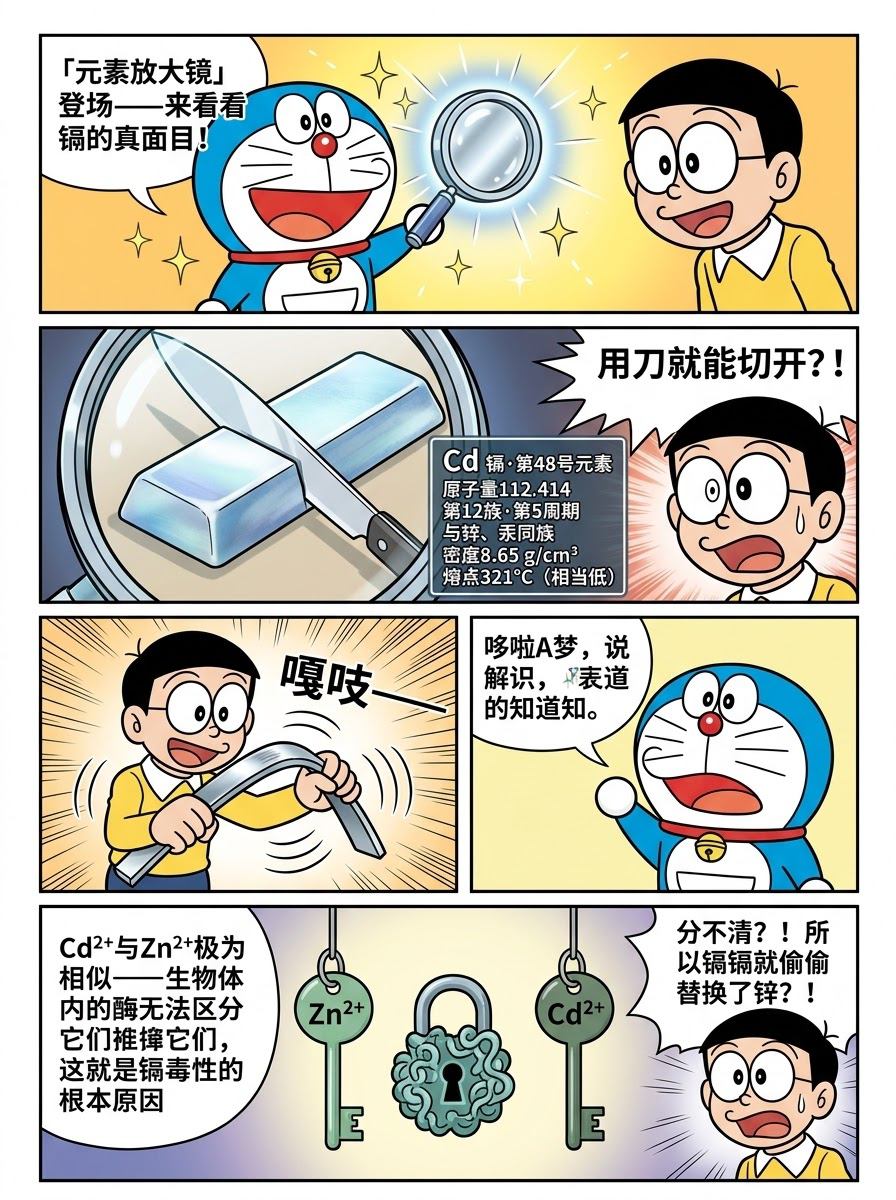 「元素放大镜」
登场——来看看
镉的真面目！
用刀就能切开？！
Cd 镉·第48号元素
原子量112.414
第12族·第5周期
与锌、汞同族
密度8.65 g/cm³
熔点321°C（相当低）
嘎吱——
哆啦A梦，说
解识，表道
的知道知。
Cd²⁺与Zn²⁺极为
相似——生物体
内的酶无法区分
它们推撺它们，
这就是镉毒性的
根本原因
Zn²⁺
Cd²⁺
分不清？！所
以镉镉就偷偷
替换了锌？！